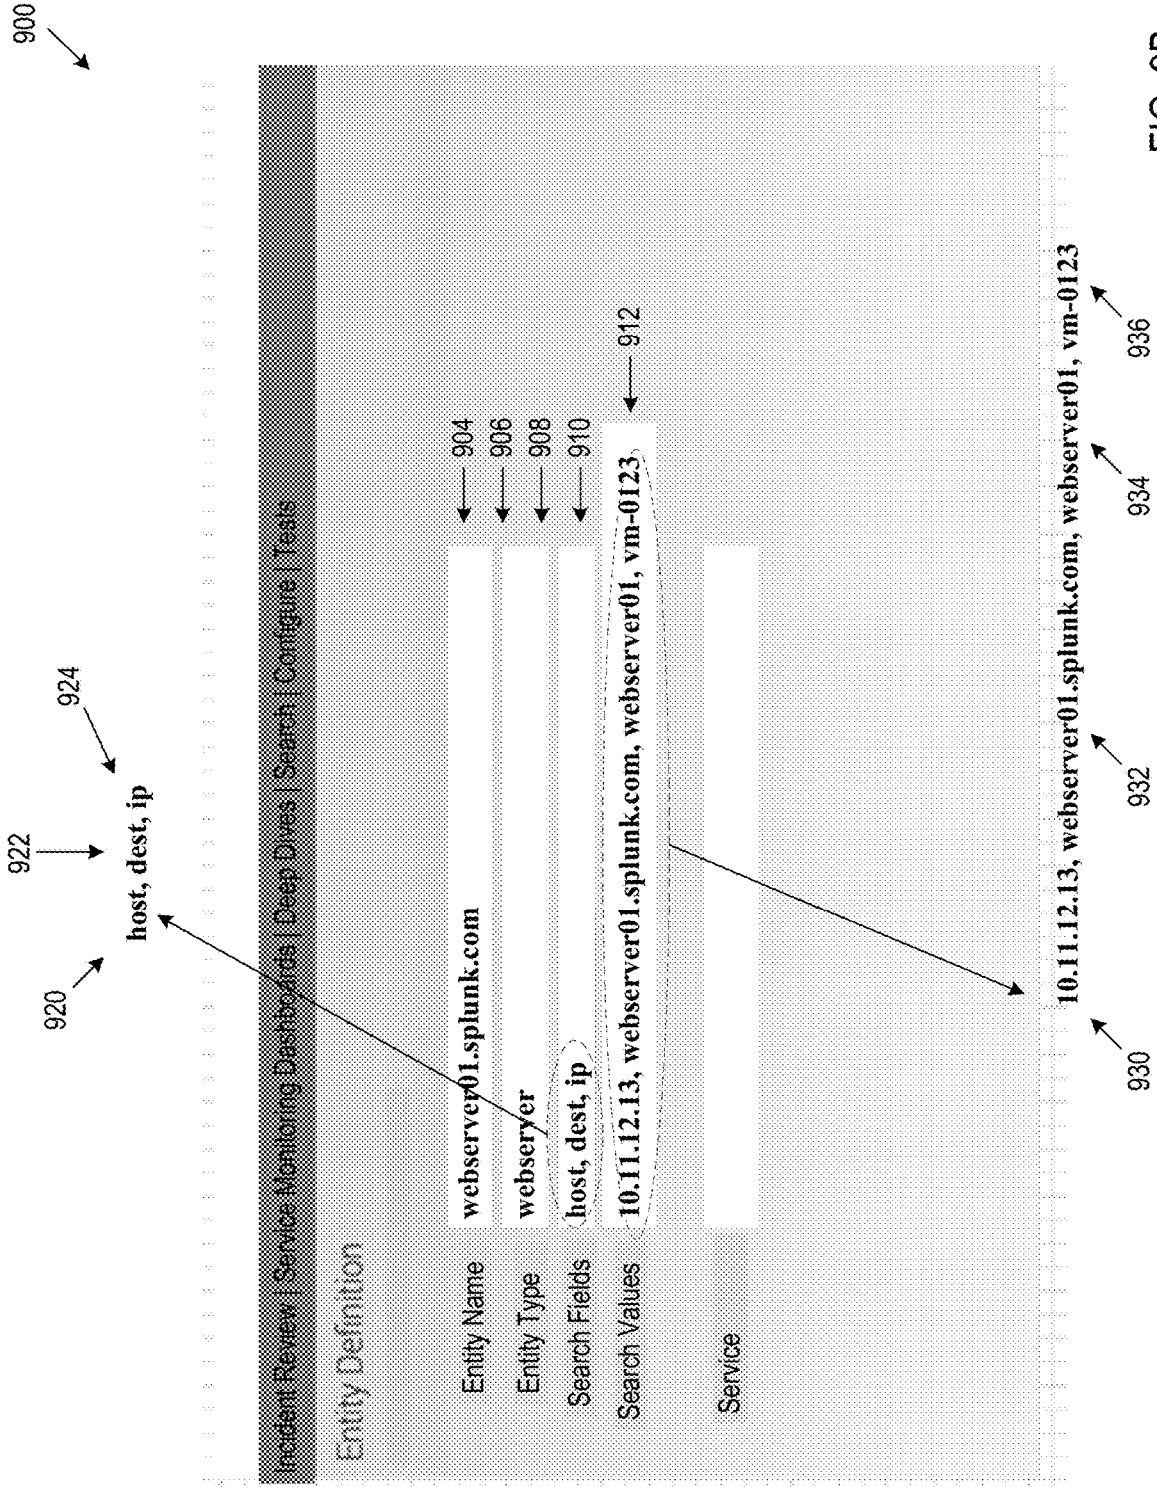 900
924
922
920
host, dest, ip
Incident Review | Service Monitoring Dashboards | Deep Dives | Search | Configure | Tests
Entity Definition
Entity Name webserver01.splunk.com 904
906
Entity Type webserver 908
Search Fields host, dest, ip 910
Search Values 10.11.12.13, webserver01.splunk.com, webserver01, vm-0123 912
Service
10.11.12.13, webserver01.splunk.com, webserver01, vm-0123
930 932 934 936
FIG.